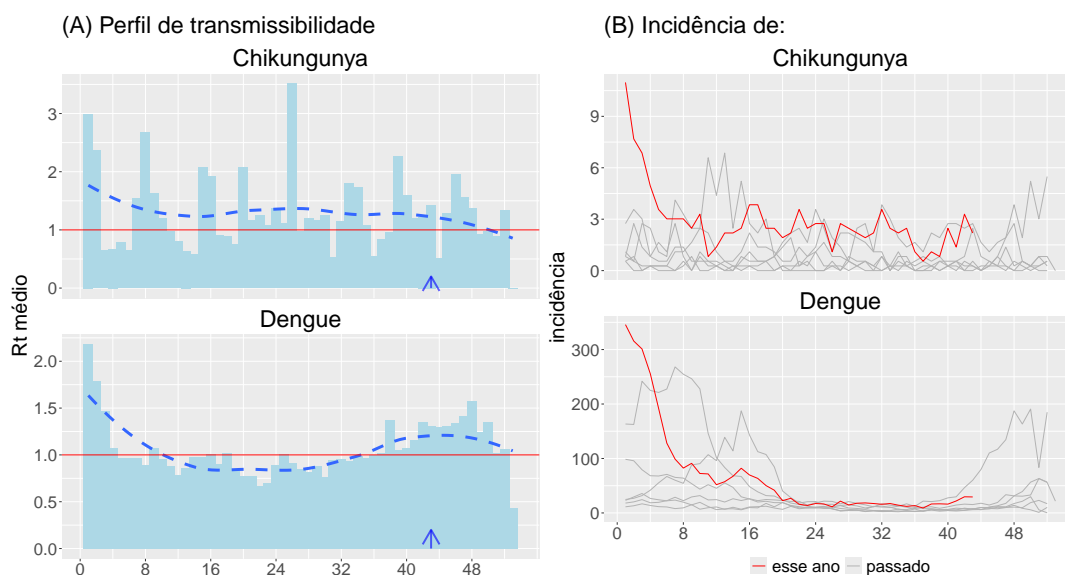 (A) Perfil de transmissibilidade
Chikungunya
3
2
1
0
Dengue
2.0
1.5
1.0
0.5
0.0
0 8 16 24 32 40 48
Rt médio
(B) Incidência de:
Chikungunya
9
6
3
0
Dengue
300
200
100
0
0 8 16 24 32 40 48
incidência
esse ano passado